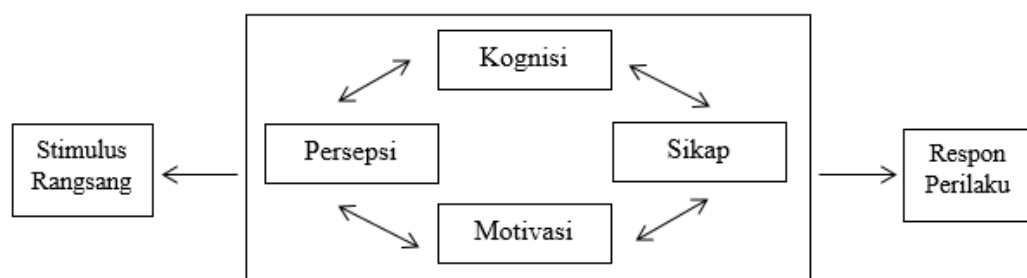 Kognisi
Stimulus
Rangsang
Persepsi
Sikap
Respon
Perilaku
Motivasi